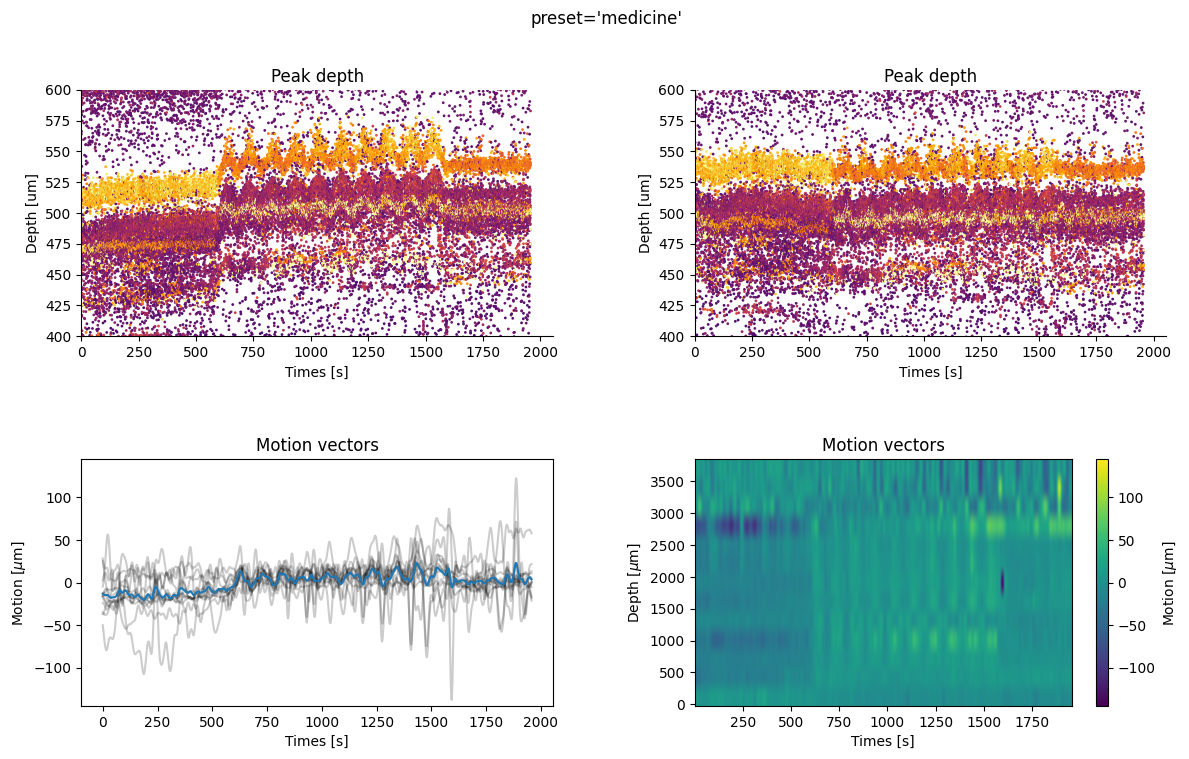 preset='medicine'
Peak depth
Peak depth
600
575
550
525
500
475
450
425
400
Depth [um]
0 250 500 750 1000 1250 1500 1750 2000
Times [s]
600
575
550
525
500
475
450
425
400
Depth [um]
0 250 500 750 1000 1250 1500 1750 2000
Times [s]
Motion vectors
Motion vectors
100
50
0
−50
−100
Motion [μm]
0 250 500 750 1000 1250 1500 1750 2000
Times [s]
3500
3000
2500
2000
1500
1000
500
0
Depth [μm]
250 500 750 1000 1250 1500 1750
Times [s]
100
50
0
−50
−100
Motion [μm]